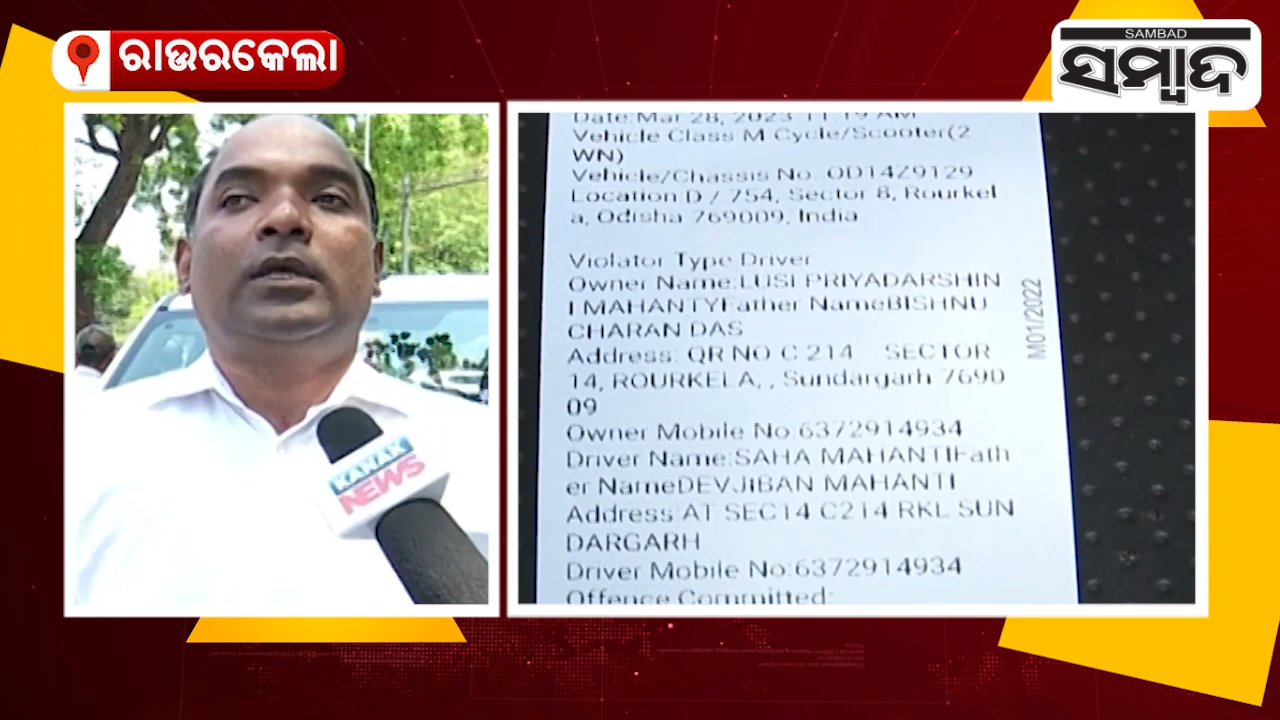 ରାଉରକେଲା
SAMBAD
ସମ୍ବାଦ
KANAK
NEWS
Date:Mar 28, 2023 11:19 AM
Vehicle Class M Cycle/Scooter(2
WN)
Vehicle/Chassis No. OD14Z9129
Location D / 754, Sector 8, Rourkel
a, Odisha 769009, India
Violator Type Driver
Owner Name:LUSI PRIYADARSHIN
I MAHANTYFather NameBISHNU
CHARAN DAS
Address: QR NO C 214 SECTOR
14, ROURKELA, , Sundargarh 7690
09
Owner Mobile No:6372914934
Driver Name:SAHA MAHANTIFath
er NameDEVJIBAN MAHANTI
Address:AT SEC14 C214 RKL SUN
DARGARH
Driver Mobile No:6372914934
Offence Committed:
M01/2022